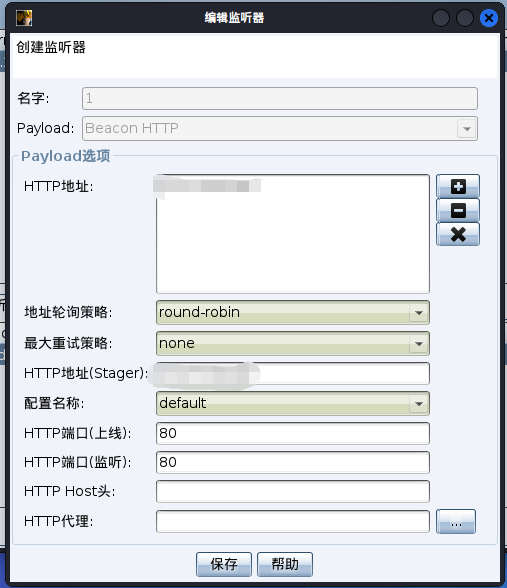 编辑监听器
创建监听器
名字: 1
Payload: Beacon HTTP
Payload选项
HTTP地址:
地址轮询策略: round-robin
最大重试策略: none
HTTP地址(Stager):
配置名称: default
HTTP端口(上线): 80
HTTP端口(监听): 80
HTTP Host头:
HTTP代理: ...
保存 帮助